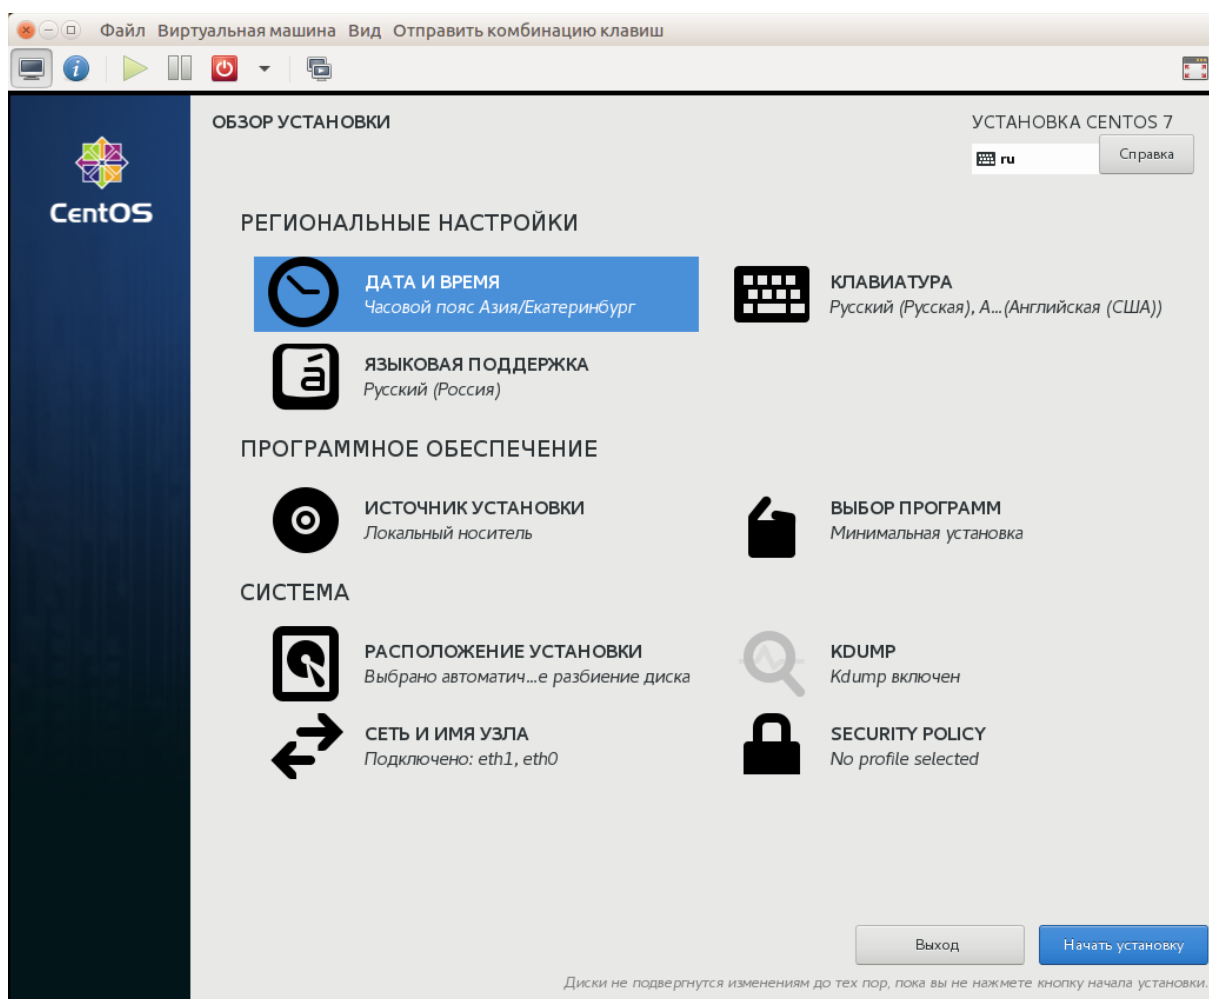 Файл Виртуальная машина Вид Отправить комбинацию клавиш
ОБЗОР УСТАНОВКИ
УСТАНОВКА CENTOS 7
ru
Справка
CentOS
РЕГИОНАЛЬНЫЕ НАСТРОЙКИ
ДАТА И ВРЕМЯ
Часовой пояс Азия/Екатеринбург
КЛАВИАТУРА
Русский (Русская), А...(Английская (США))
ЯЗЫКОВАЯ ПОДДЕРЖКА
Русский (Россия)
ПРОГРАММНОЕ ОБЕСПЕЧЕНИЕ
ИСТОЧНИК УСТАНОВКИ
Локальный носитель
ВЫБОР ПРОГРАММ
Минимальная установка
СИСТЕМА
РАСПОЛОЖЕНИЕ УСТАНОВКИ
Выбрано автоматич...е разбиение диска
KDUMP
Kdump включен
СЕТЬ И ИМЯ УЗЛА
Подключено: eth1, eth0
SECURITY POLICY
No profile selected
Выход
Начать установку
Диски не подвергнутся изменениям до тех пор, пока вы не нажмете кнопку начала установки.